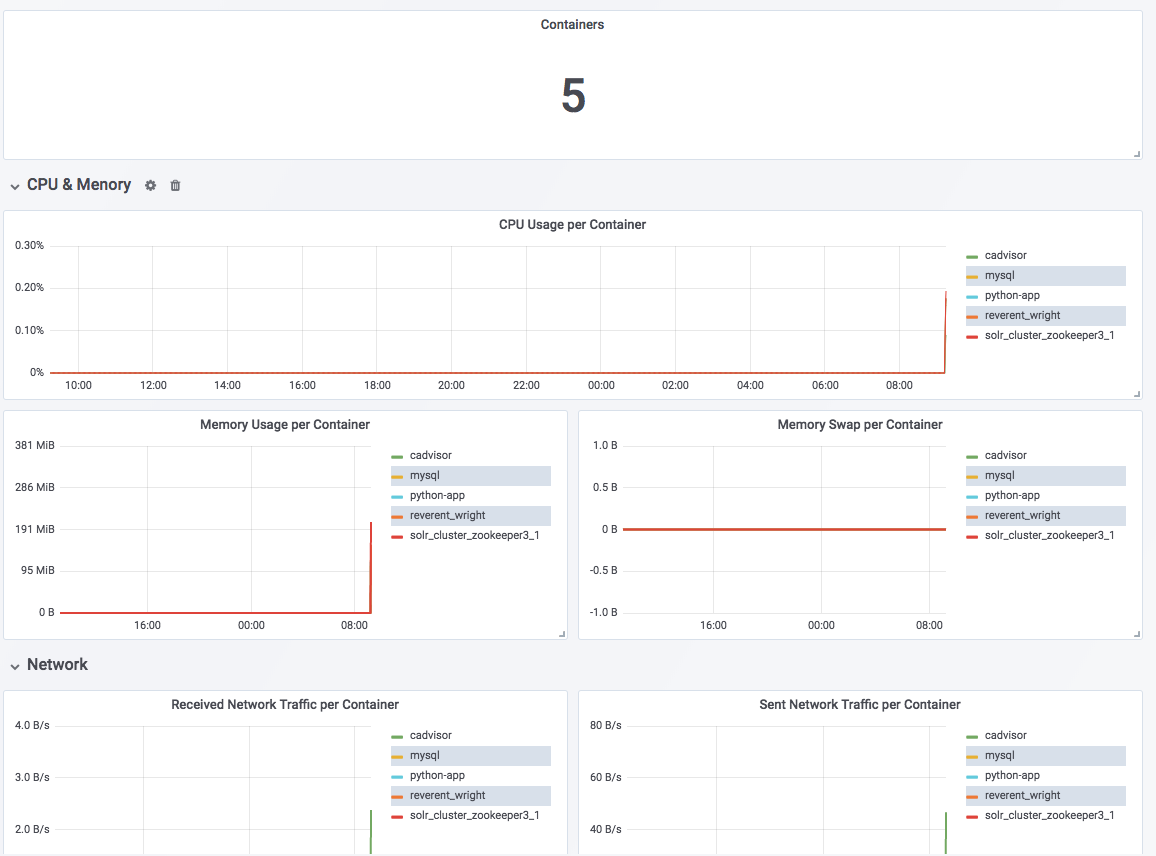 Containers
5
CPU & Menory
CPU Usage per Container
0.30%
0.20%
0.10%
0%
10:00 12:00 14:00 16:00 18:00 20:00 22:00 00:00 02:00 04:00 06:00 08:00
cadvisor
mysql
python-app
reverent_wright
solr_cluster_zookeeper3_1
Memory Usage per Container
381 MiB
286 MiB
191 MiB
95 MiB
0 B
16:00 00:00 08:00
cadvisor
mysql
python-app
reverent_wright
solr_cluster_zookeeper3_1
Memory Swap per Container
1.0 B
0.5 B
0 B
-0.5 B
-1.0 B
16:00 00:00 08:00
cadvisor
mysql
python-app
reverent_wright
solr_cluster_zookeeper3_1
Network
Received Network Traffic per Container
4.0 B/s
3.0 B/s
2.0 B/s
cadvisor
mysql
python-app
reverent_wright
solr_cluster_zookeeper3_1
Sent Network Traffic per Container
80 B/s
60 B/s
40 B/s
cadvisor
mysql
python-app
reverent_wright
solr_cluster_zookeeper3_1